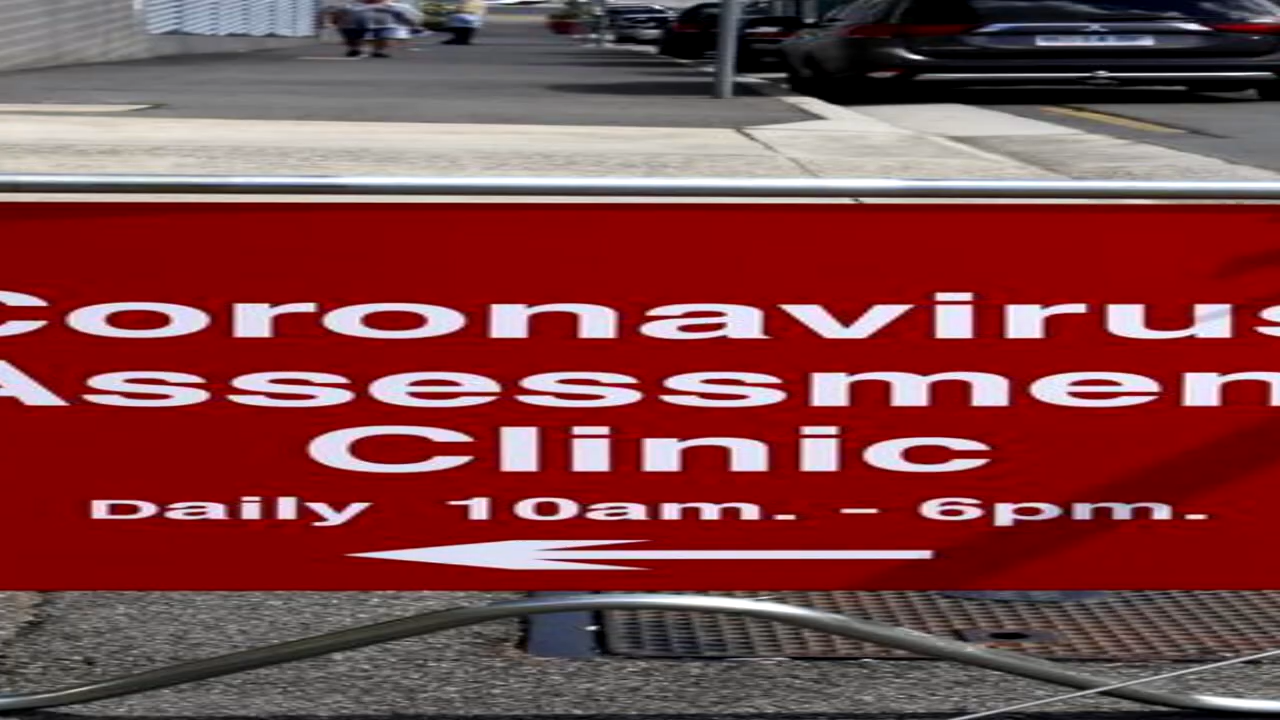 Coronavirus
Assessmen
Clinic
Daily 10am. - 6pm.